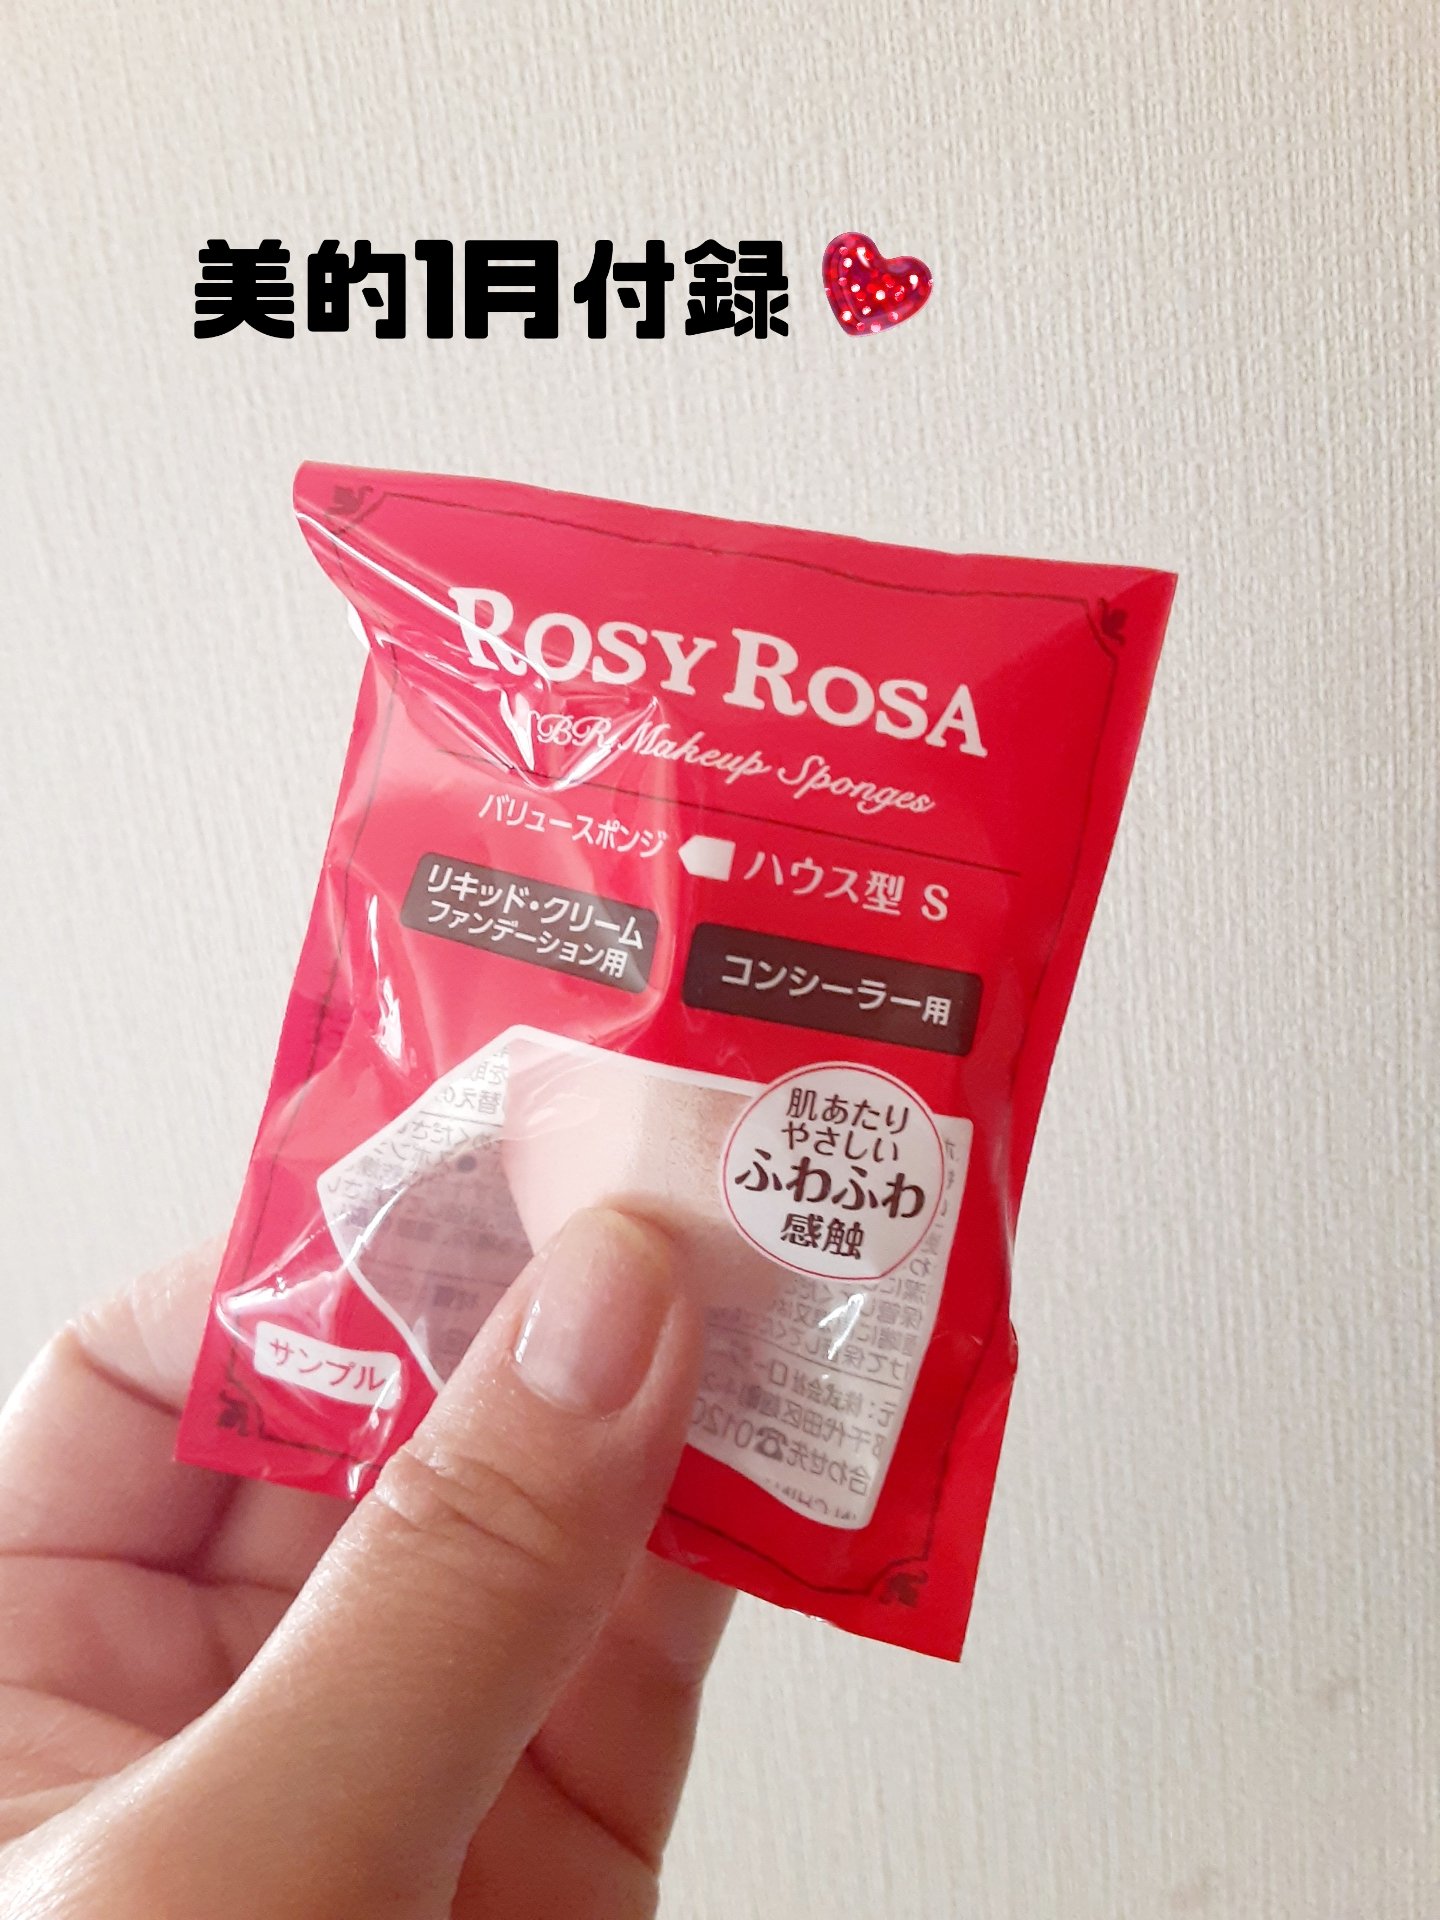 美的1月付録
ROSY ROSA
NBR Makeup Sponges
バリュースポンジ
ハウス型 S
リキッド・クリーム
ファンデーション用
コンシーラー用
肌あたり
やさしい
ふわふわ
感触
サンプル